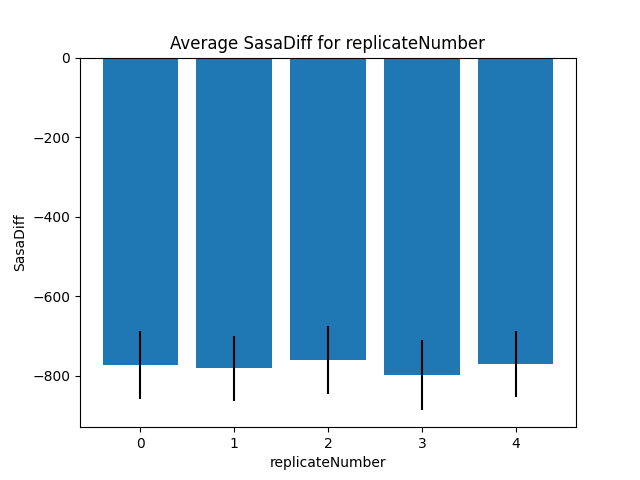 Average SasaDiff for replicateNumber
0
−200
−400
−600
−800
SasaDiff
0 1 2 3 4
replicateNumber